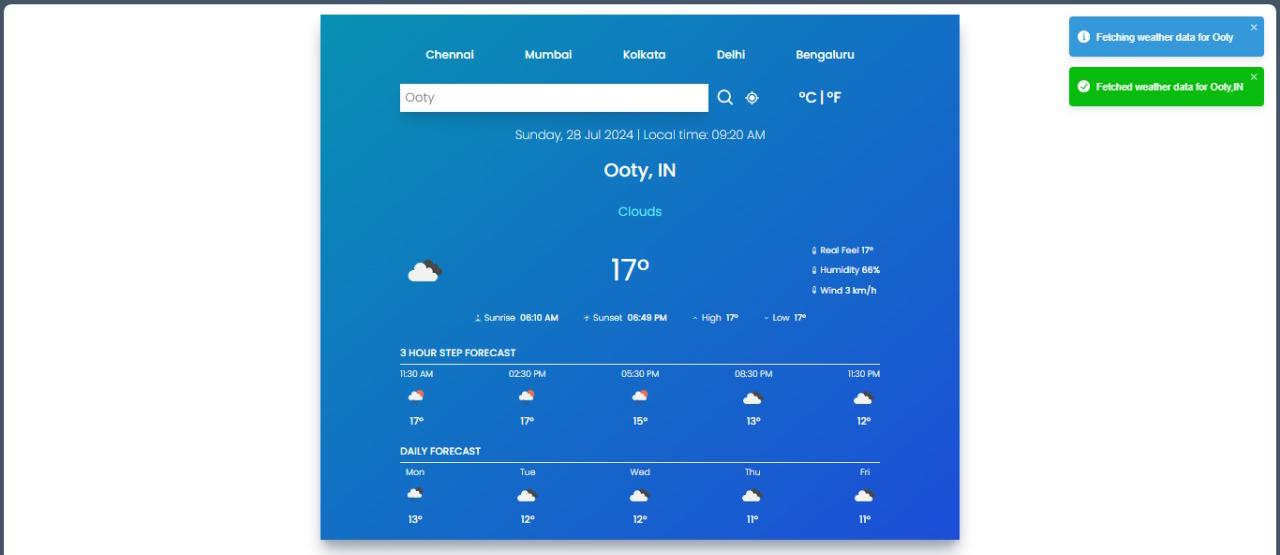 Chennai Mumbai Kolkata Delhi Bengaluru
Ooty °C | °F
Sunday, 28 Jul 2024 | Local time: 09:20 AM
Ooty, IN
Clouds
17°
Real Feel 17°
Humidity 66%
Wind 3 km/h
Sunrise 06:10 AM Sunset 06:49 PM High 17° Low 17°
3 HOUR STEP FORECAST
11:30 AM 02:30 PM 05:30 PM 08:30 PM 11:30 PM
17° 17° 15° 13° 12°
DAILY FORECAST
Mon Tue Wed Thu Fri
13° 12° 12° 11° 11°
Fetching weather data for Ooty
Fetched weather data for Ooty,IN